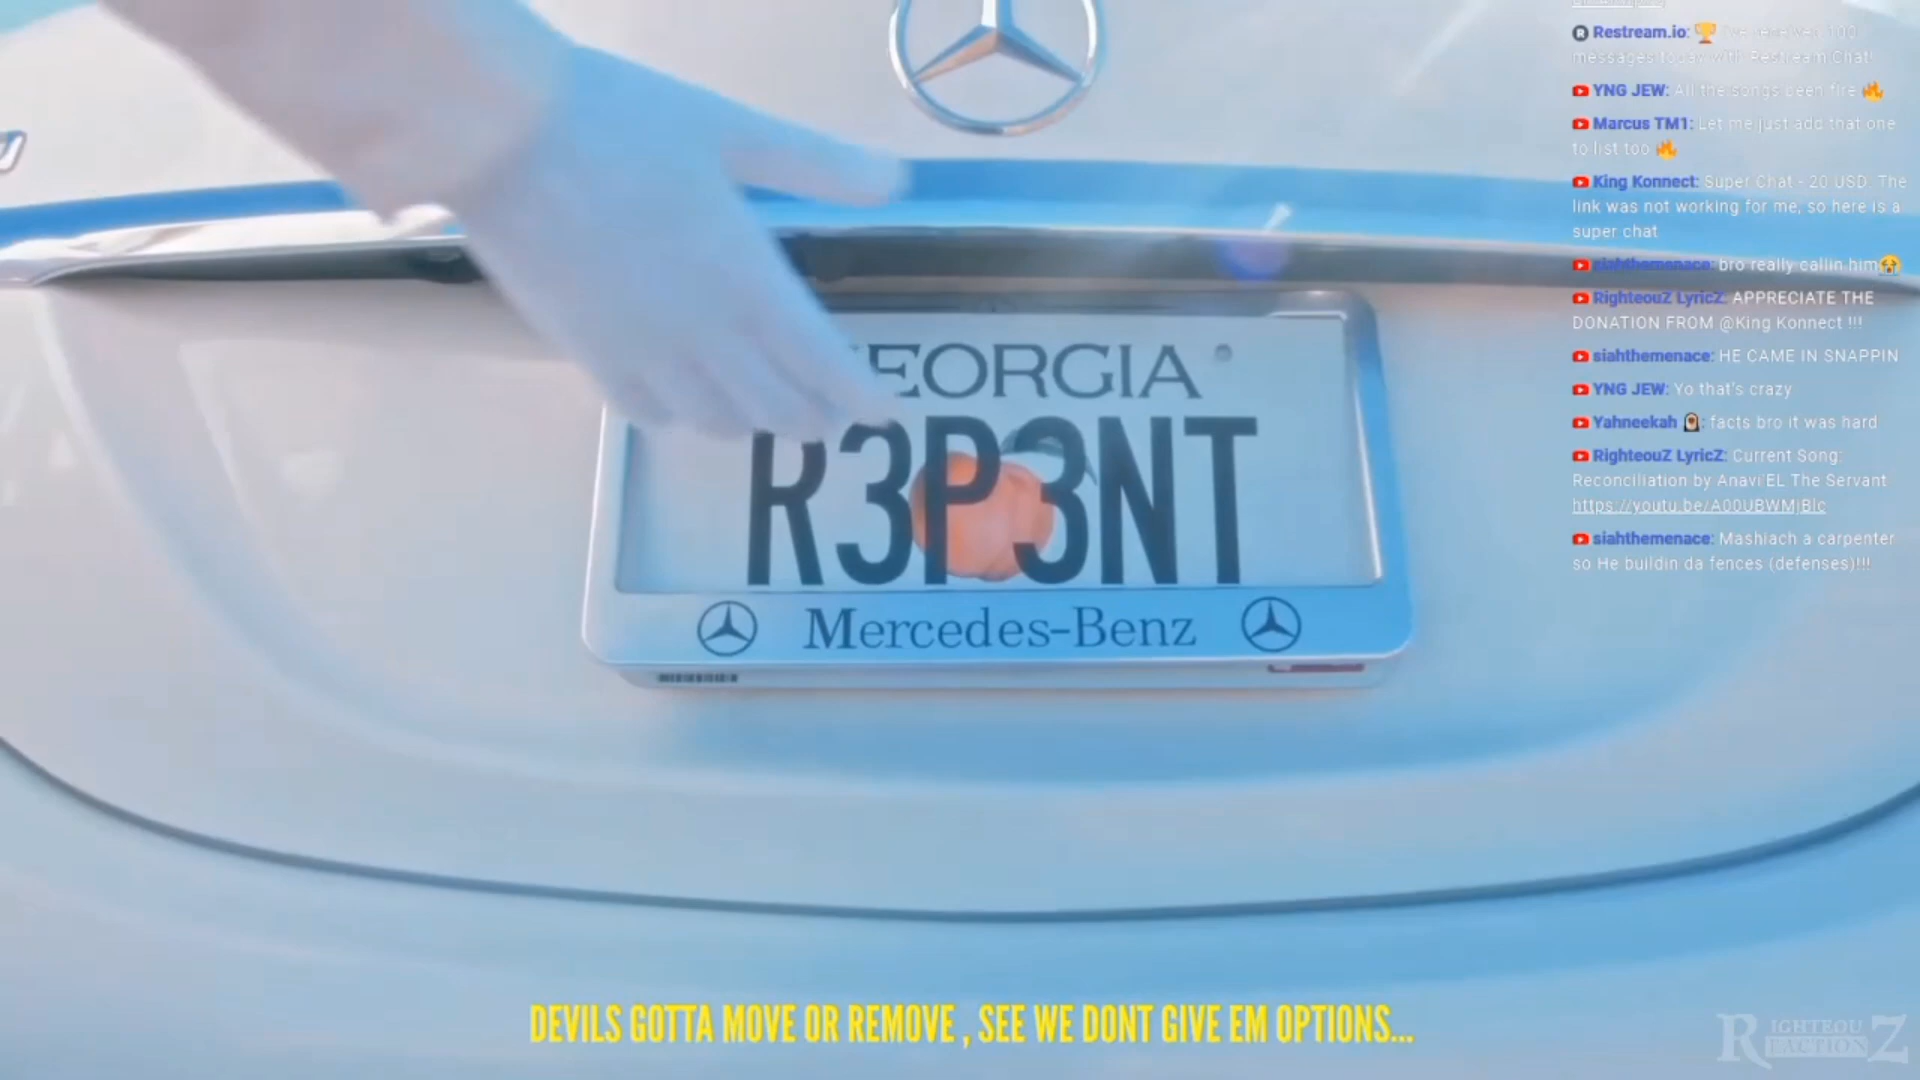 Restream.io: 🏆 I've received 100
messages today with Restream Chat!
YNG JEW: All the songs been fire 🔥
Marcus TM1: Let me just add that one
to list too 🔥
King Konnect: Super Chat - 20 USD: The
link was not working for me, so here is a
super chat
siahthemenace: bro really callin him😭
RighteouZ LyricZ: APPRECIATE THE
DONATION FROM @King Konnect !!!
siahthemenace: HE CAME IN SNAPPIN
YNG JEW: Yo that's crazy
Yahneekah : facts bro it was hard
RighteouZ LyricZ: Current Song:
Reconciliation by Anavi'EL The Servant
https://youtu.be/A00UBWMjBlc
siahthemenace: Mashiach a carpenter
so He buildin da fences (defenses)!!!
EORGIA
R3P3NT
Mercedes-Benz
DEVILS GOTTA MOVE OR REMOVE , SEE WE DONT GIVE EM OPTIONS...
RIGHTEOUZ
REACTIONZ